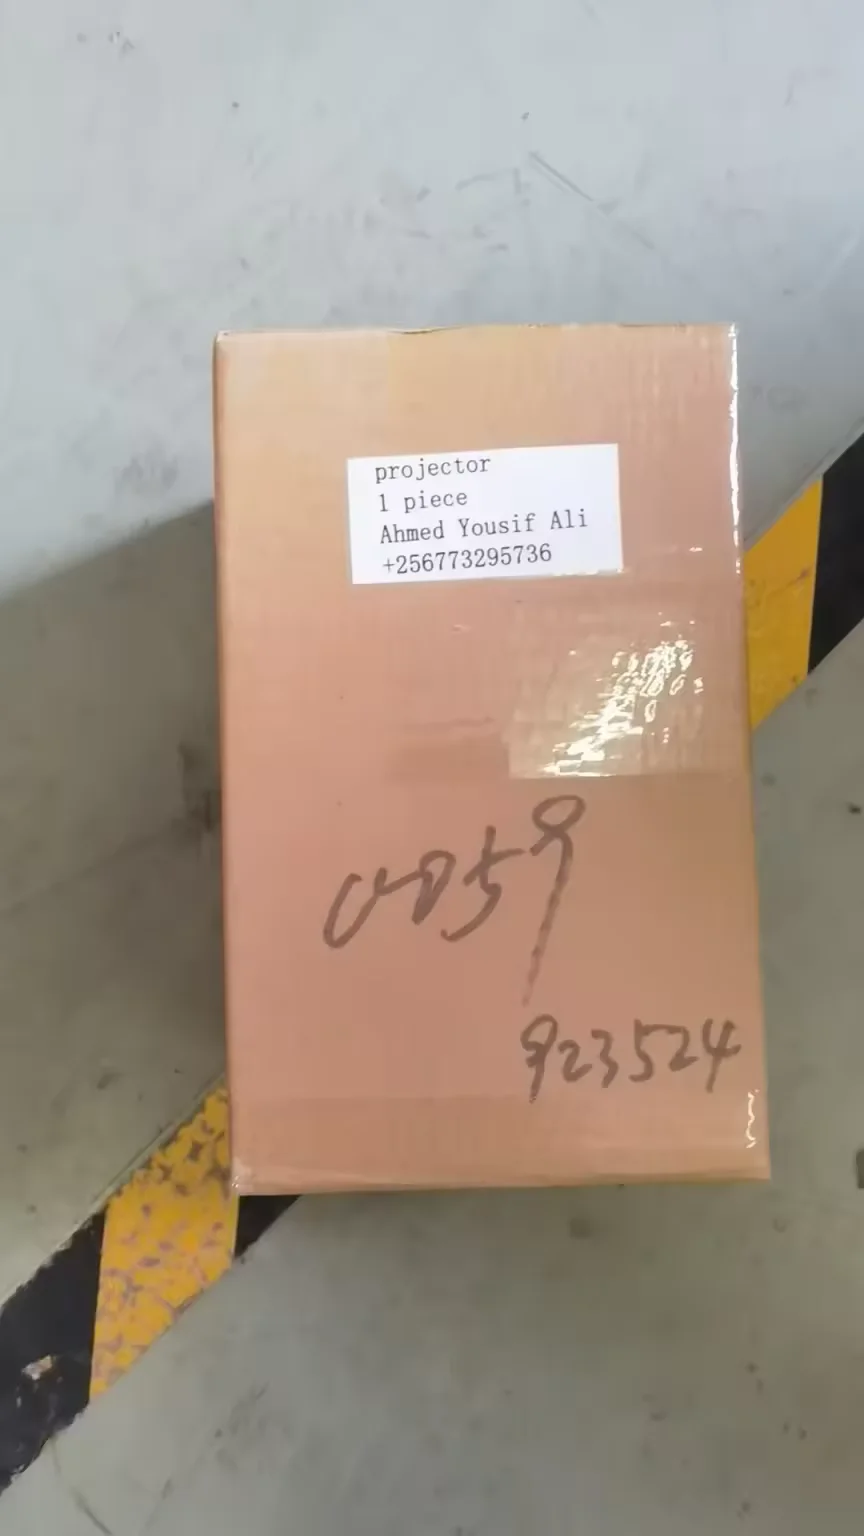 projector
1 piece
Ahmed Yousif Ali
+256773295736
0059
923524